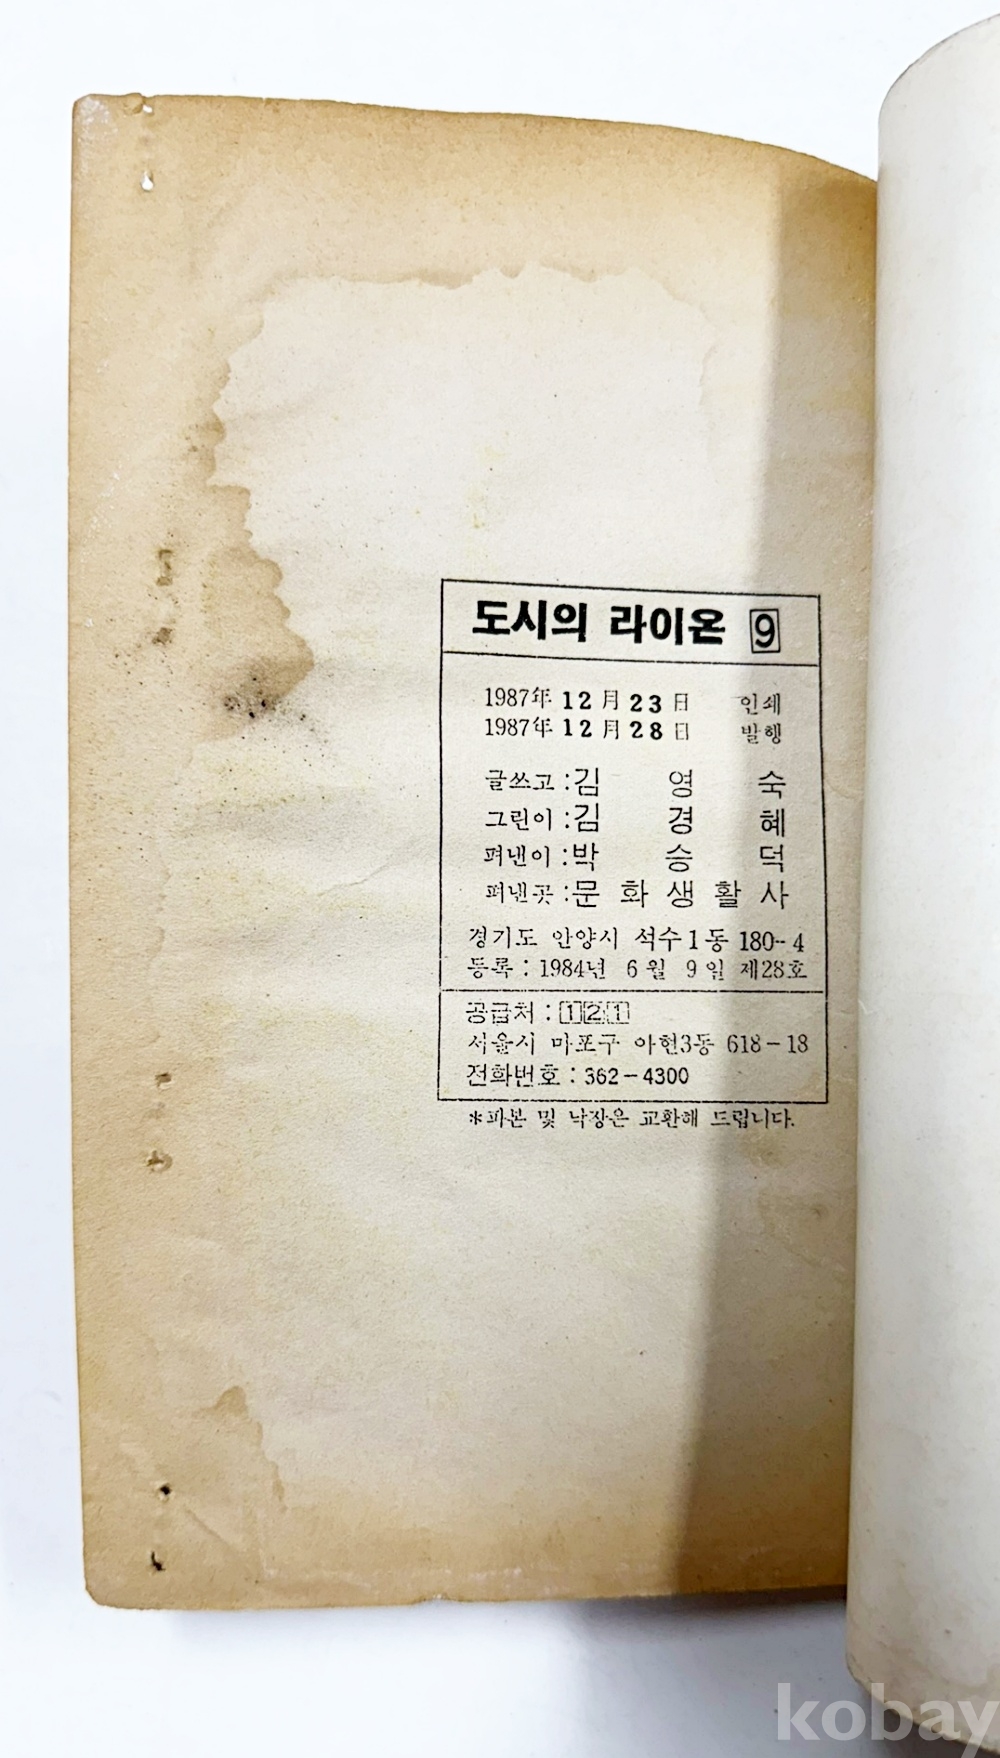 도시의 라이온 9
1987年 12月 23日 인쇄
1987年 12月 28日 발행
글쓰고 : 김 영 숙
그린이 : 김 경 혜
펴낸이 : 박 승 덕
펴낸곳 : 문 화 생 활 사
경기도 안양시 석수1동 180-4
등록 : 1984년 6월 9일 제28호
공급처 : 121
서울시 마포구 아현3동 618-18
전화번호 : 362-4300
*파본 및 낙장은 교환해 드립니다.
kobay